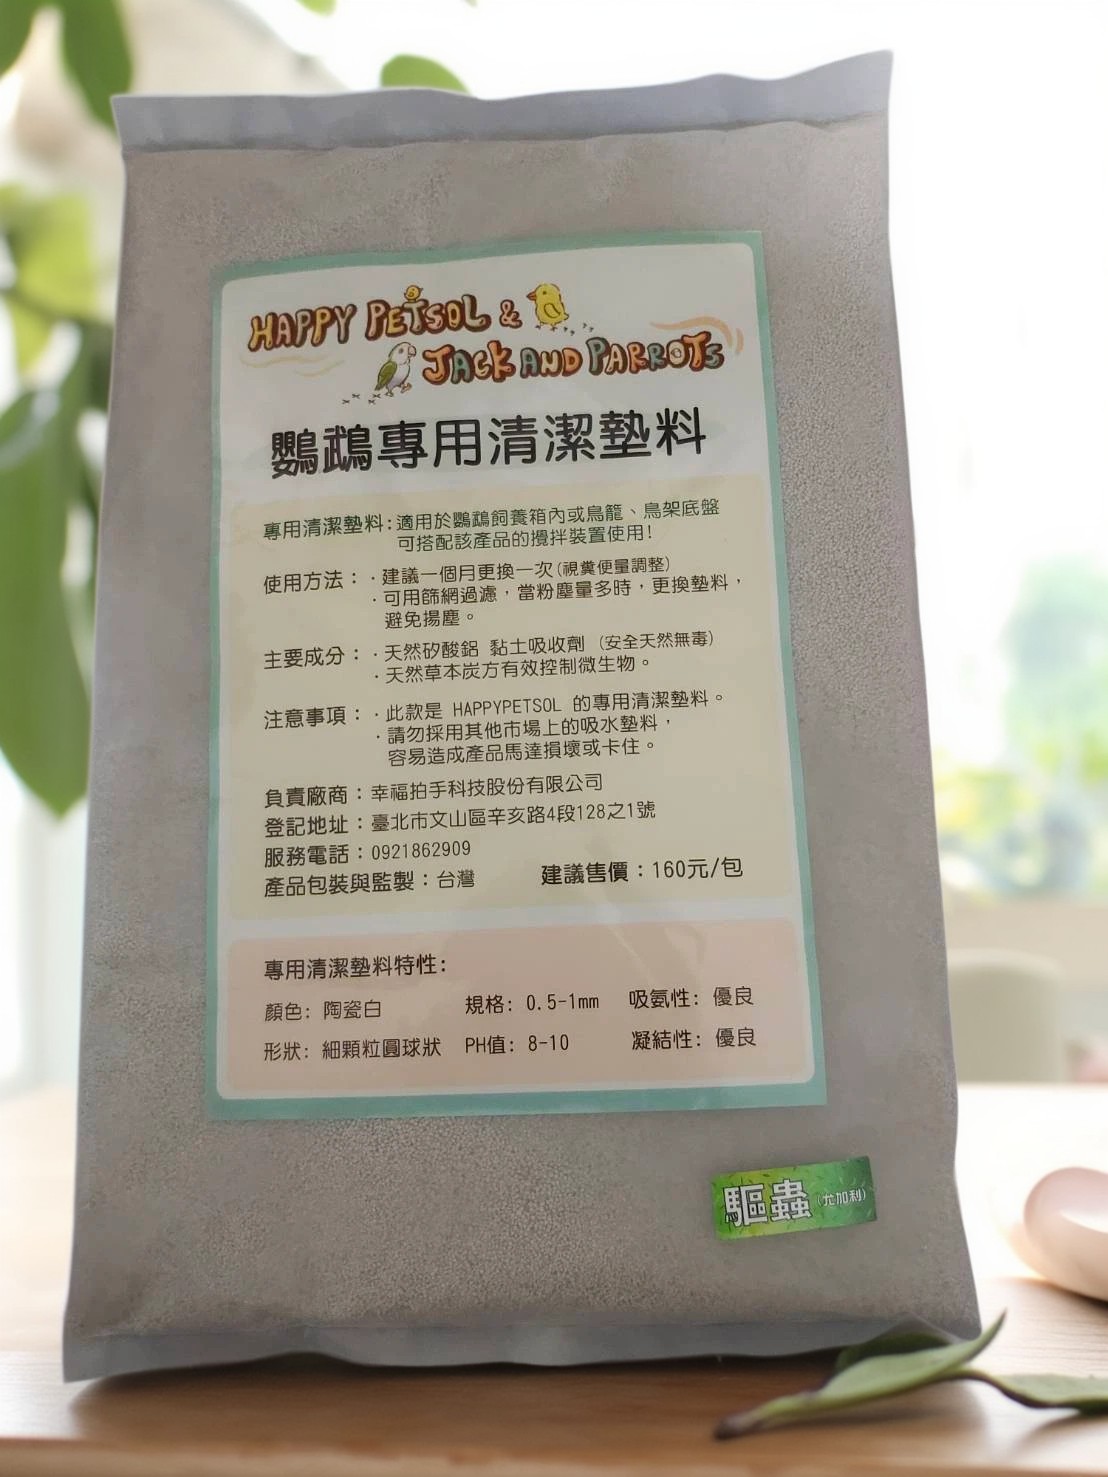 HAPPY PETSOL &
JACK AND PARROTS
鸚鵡專用清潔墊料
專用清潔墊料:適用於鸚鵡飼養箱內或鳥籠、鳥架底盤
可搭配該產品的攪拌裝置使用!
使用方法:·建議一個月更換一次(視糞便量調整)
·可用篩網過濾,當粉塵量多時,更換墊料,
避免揚塵。
主要成分:·天然矽酸鋁 黏土吸收劑 (安全天然無毒)
·天然草本炭方有效控制微生物。
注意事項:·此款是 HAPPYPETSOL 的專用清潔墊料。
·請勿採用其他市場上的吸水墊料,
容易造成產品馬達損壞或卡住。
負責廠商:幸福拍手科技股份有限公司
登記地址:臺北市文山區辛亥路4段128之1號
服務電話:0921862909
產品包裝與監製:台灣 建議售價:160元/包
專用清潔墊料特性:
顏色: 陶瓷白 規格: 0.5-1mm 吸氨性: 優良
形狀: 細顆粒圓球狀 PH值: 8-10 凝結性: 優良
驅蟲(尤加利)